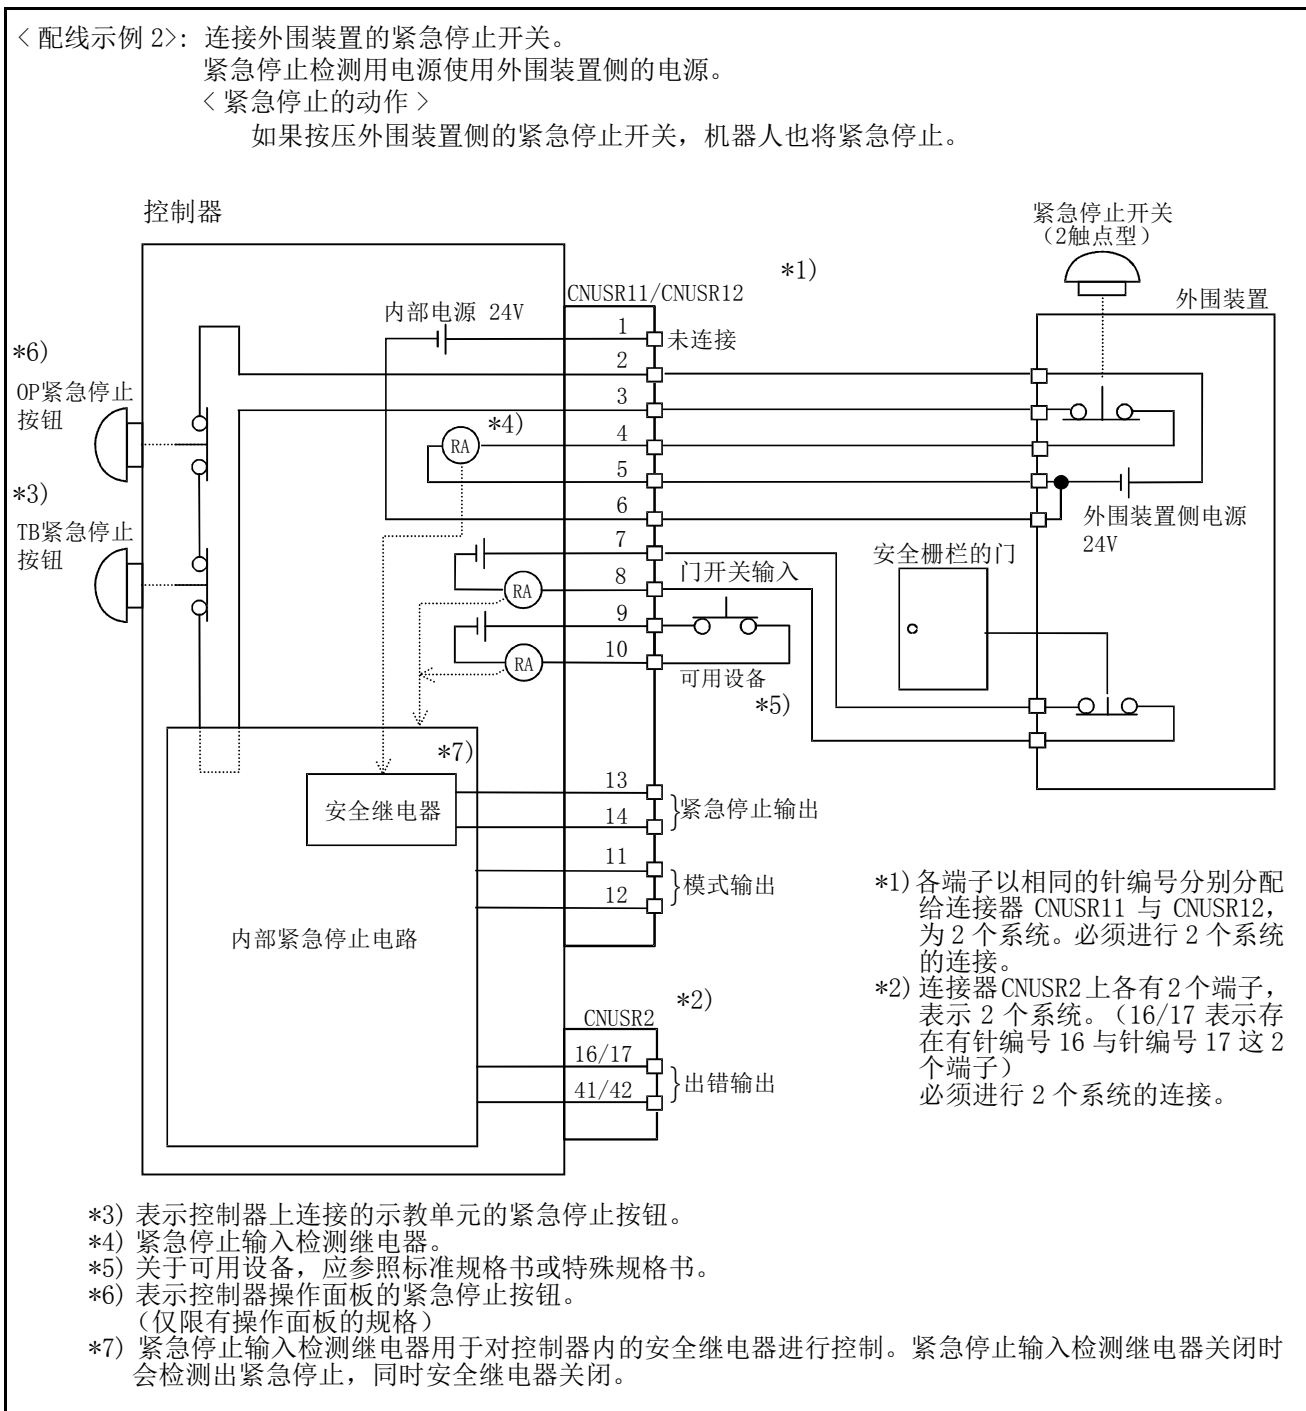 <配线示例 2>: 连接外围装置的紧急停止开关。
紧急停止检测用电源使用外围装置侧的电源。
<紧急停止的动作>
如果按压外围装置侧的紧急停止开关，机器人也将紧急停止。
控制器
紧急停止开关
（2触点型）
*1)
CNUSR11/CNUSR12
外围装置
内部电源 24V
1
未连接
*6)
2
OP紧急停止
按钮
3
*4)
4
RA
5
*3)
6
外围装置侧电源
24V
TB紧急停止
按钮
7
安全栅栏的门
8
门开关输入
RA
9
10
RA
可用设备
*5)
*7)
13
安全继电器
紧急停止输出
14
11
模式输出
12
内部紧急停止电路
*2)
CNUSR2
16/17
出错输出
41/42
*1) 各端子以相同的针编号分别分配
给连接器 CNUSR11 与 CNUSR12，
为 2 个系统。必须进行 2 个系统
的连接。
*2) 连接器CNUSR2上各有2个端子，
表示 2 个系统。（16/17 表示存
在有针编号 16 与针编号 17 这 2
个端子）
必须进行 2 个系统的连接。
*3) 表示控制器上连接的示教单元的紧急停止按钮。
*4) 紧急停止输入检测继电器。
*5) 关于可用设备，应参照标准规格书或特殊规格书。
*6) 表示控制器操作面板的紧急停止按钮。
（仅限有操作面板的规格）
*7) 紧急停止输入检测继电器用于对控制器内的安全继电器进行控制。紧急停止输入检测继电器关闭时
会检测出紧急停止，同时安全继电器关闭。